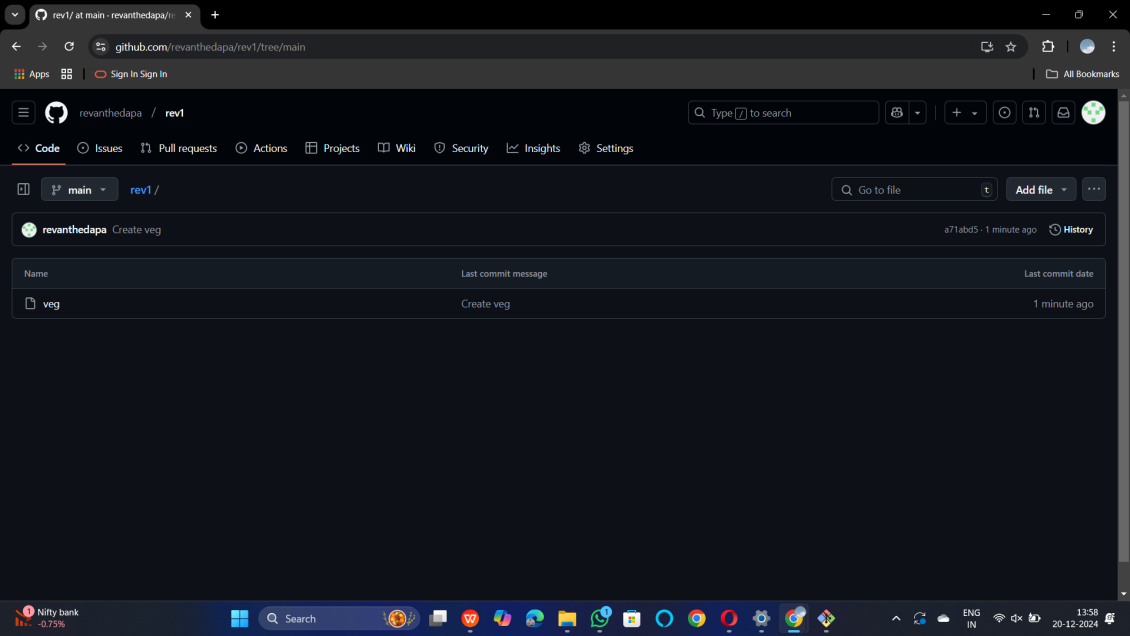 rev1/ at main · revanthedapa/re
github.com/revanthedapa/rev1/tree/main
Apps
Sign In Sign In
All Bookmarks
revanthedapa / rev1
Type / to search
Code Issues Pull requests Actions Projects Wiki Security Insights Settings
main rev1 / Go to file t Add file
revanthedapa Create veg a71abd5 · 1 minute ago History
Name Last commit message Last commit date
veg Create veg 1 minute ago
1 Nifty bank
-0.75%
Search
1
ENG
IN
13:58
20-12-2024